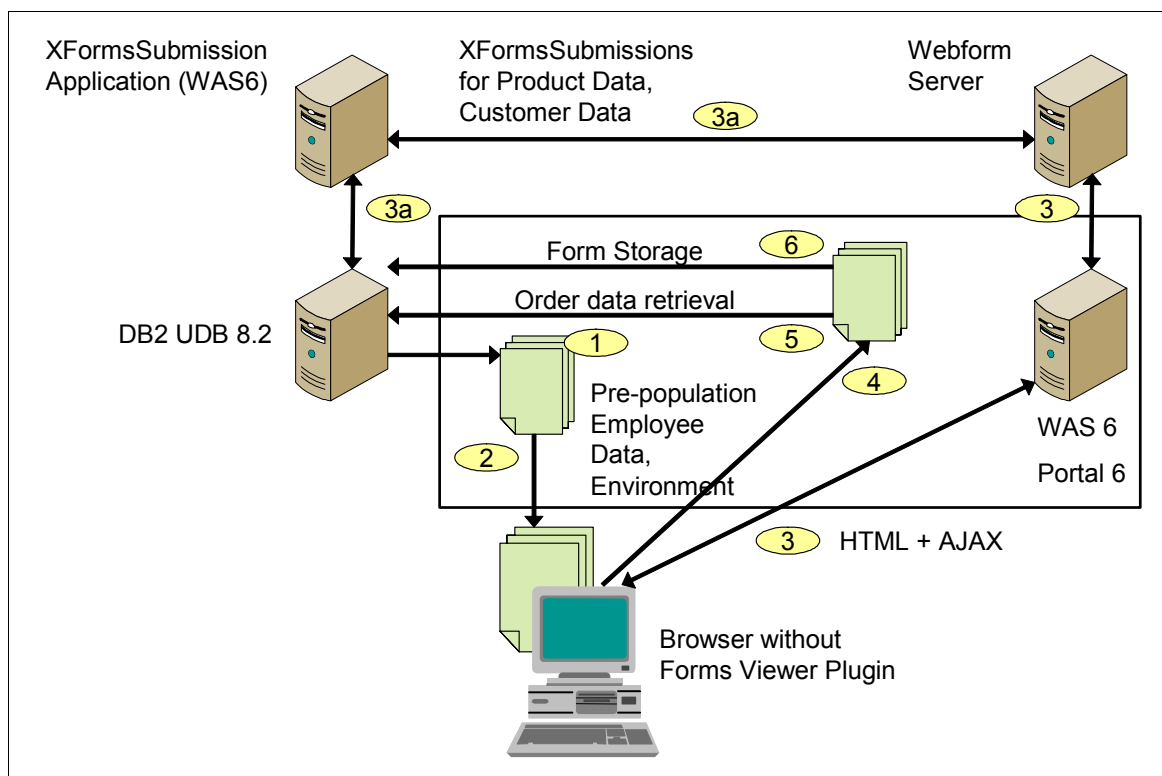 XFormsSubmission
Application (WAS6)
XFormsSubmissions
for Product Data,
Customer Data
Webform
Server
3a
3a
3
6
Form Storage
Order data retrieval
5
DB2 UDB 8.2
1
4
Pre-population
Employee
Data,
Environment
2
WAS 6
Portal 6
3
HTML + AJAX
Browser without
Forms Viewer Plugin